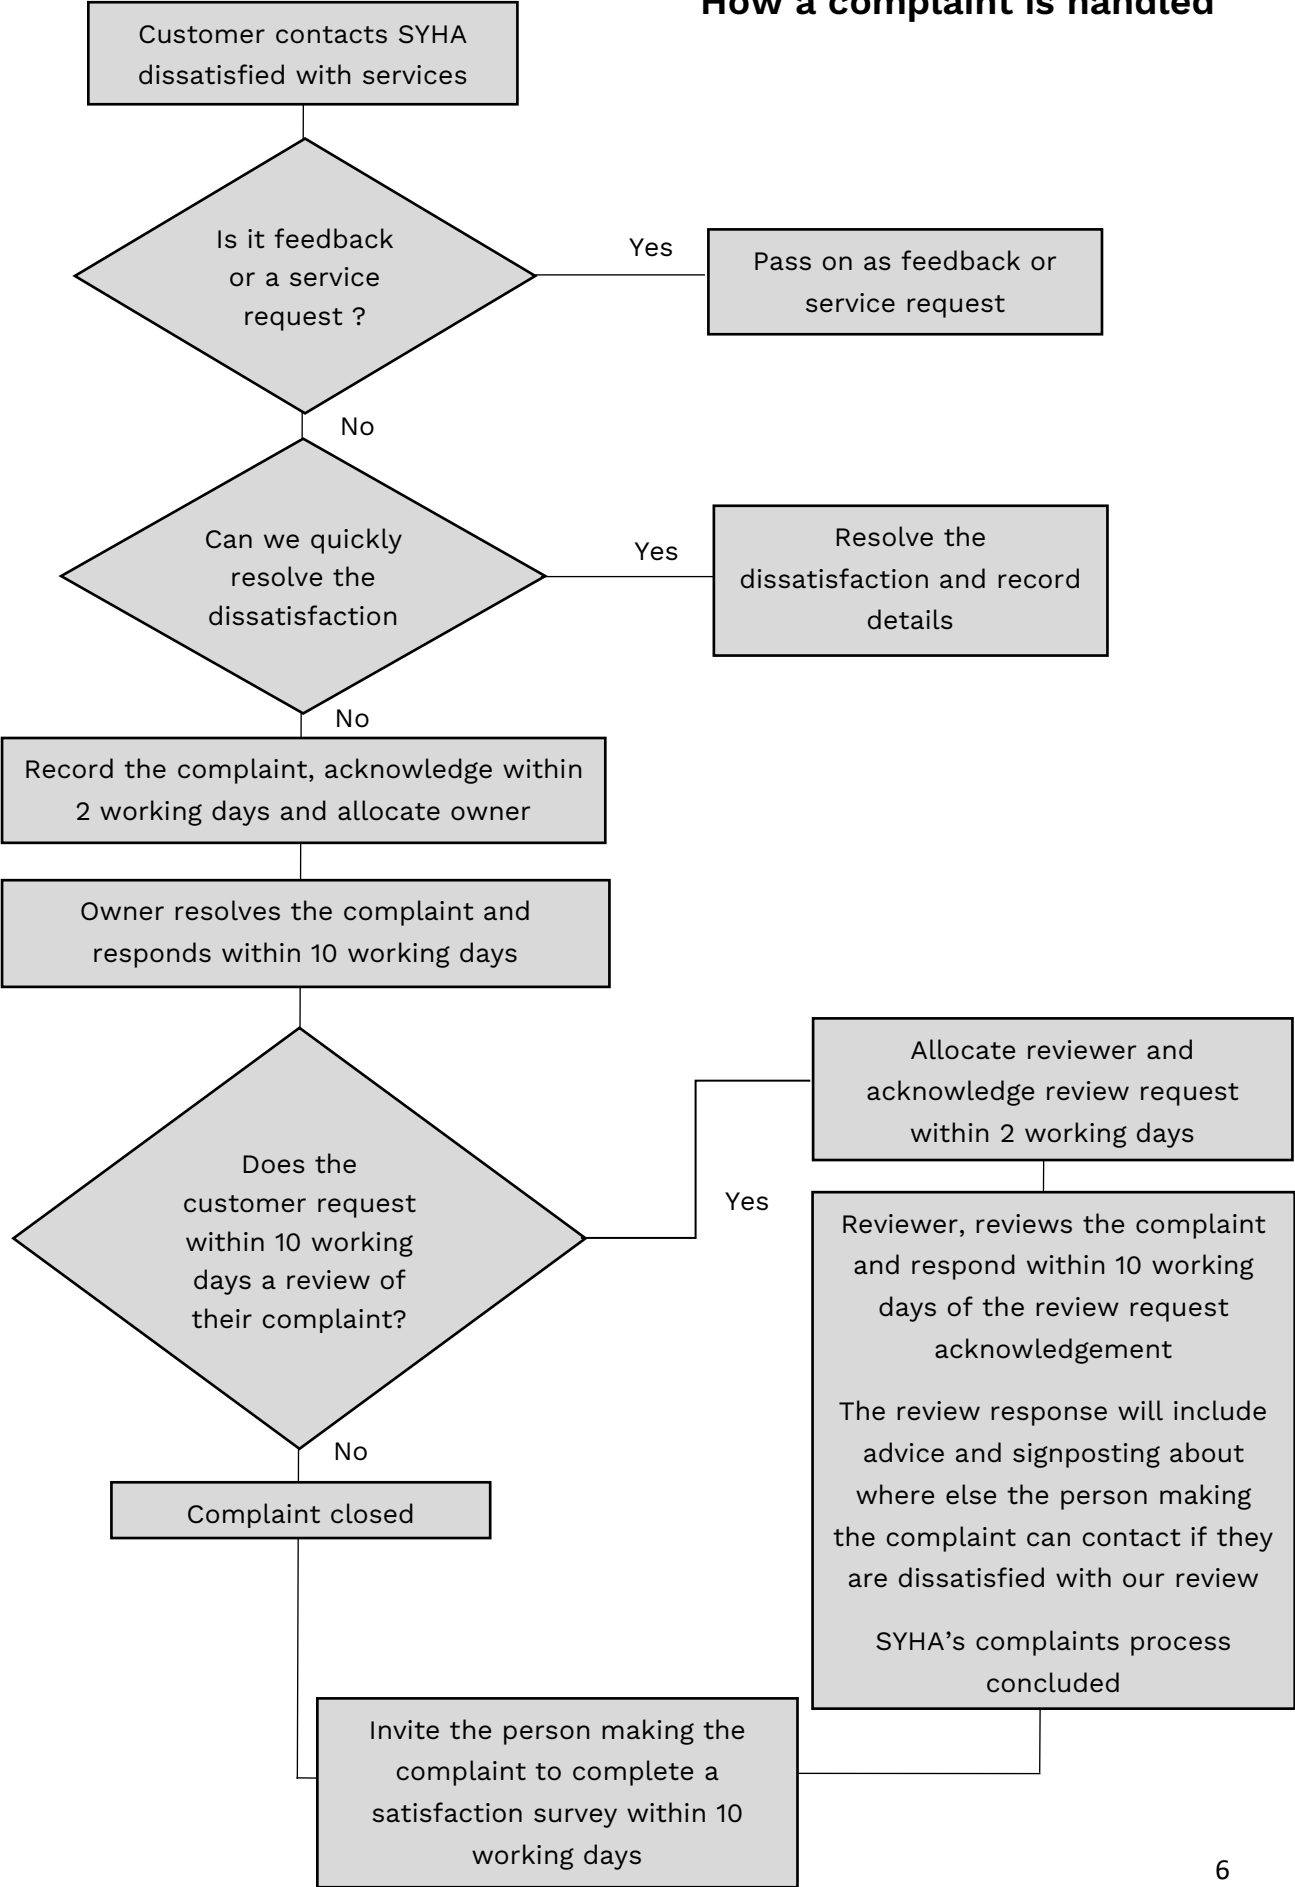 How a complaint is handled
Customer contacts SYHA
dissatisfied with services
Is it feedback
or a service
request ?
Yes
Pass on as feedback or
service request
No
Can we quickly
resolve the
dissatisfaction
Yes
Resolve the
dissatisfaction and record
details
No
Record the complaint, acknowledge within
2 working days and allocate owner
Owner resolves the complaint and
responds within 10 working days
Does the
customer request
within 10 working
days a review of
their complaint?
Yes
Allocate reviewer and
acknowledge review request
within 2 working days
Reviewer, reviews the complaint
and respond within 10 working
days of the review request
acknowledgement
The review response will include
advice and signposting about
where else the person making
the complaint can contact if they
are dissatisfied with our review
SYHA’s complaints process
concluded
No
Complaint closed
Invite the person making the
complaint to complete a
satisfaction survey within 10
working days
6